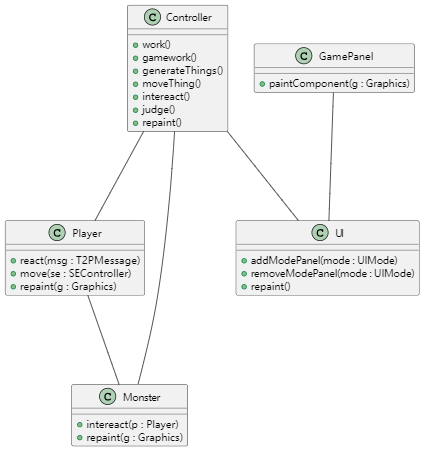 C Controller
work()
gamework()
generateThings()
moveThing()
intereact()
judge()
repaint()
C GamePanel
paintComponent(g : Graphics)
C Player
react(msg : T2PMessage)
move(se : SEController)
repaint(g : Graphics)
C UI
addModePanel(mode : UIMode)
removeModePanel(mode : UIMode)
repaint()
C Monster
intereact(p : Player)
repaint(g : Graphics)